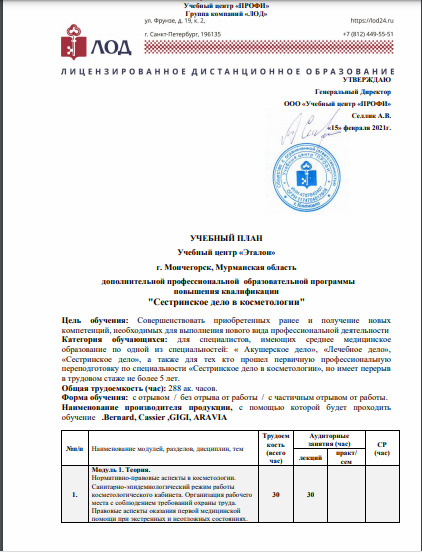 Учебный центр «ПРОФИ»
Группа компаний «ЛОД»
ЛОД
ул. Фрунзе, д. 19, к. 2,
https://lod24.ru
г. Санкт-Петербург, 196135
+7 (812) 449-55-51
ЛИЦЕНЗИРОВАННОЕ ДИСТАНЦИОННОЕ ОБРАЗОВАНИЕ
УТВЕРЖДАЮ
Генеральный Директор
ООО «Учебный центр «ПРОФИ»
Селлик А.В.
«15» февраля 2021г.
УЧЕБНЫЙ ПЛАН
Учебный центр «Эталон»
г. Мончегорск, Мурманская область
дополнительной профессиональной образовательной программы
повышения квалификации
"Сестринское дело в косметологии"
Цель обучения: Совершенствовать приобретенных ранее и получение новых
компетенций, необходимых для выполнения нового вида профессиональной деятельности
Категория обучающихся: для специалистов, имеющих среднее медицинское
образование по одной из специальностей: « Акушерское дело», «Лечебное дело»,
«Сестринское дело», а также для тех кто прошел первичную профессиональную
переподготовку по специальности «Сестринское дело в косметологии», но имеет перерыв
в трудовом стаже не более 5 лет.
Общая трудоемкость (час): 288 ак. часов.
Форма обучения: с отрывом / без отрыва от работы / с частичным отрывом от работы.
Наименование производителя продукции, с помощью которой будет проходить
обучение .Bernard, Cassier ,GIGI, ARAVIA
№п/п
Наименование модулей, разделов, дисциплин, тем
Трудоем
кость
(всего
час)
Аудиторные
занятия (час)
лекций
практ/
сем
СР
(час)
1.
Модуль 1. Теория.
Нормативно-правовые аспекты в косметологии.
Санитарно-эпидемиологический режим работы
косметологического кабинета. Организация рабочего
места с соблюдением требований охраны труда.
Правовые аспекты оказания первой медицинской
помощи при экстренных и неотложных состояниях.
30
30